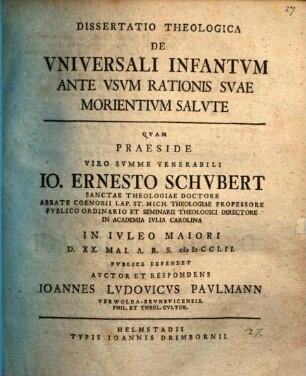 27
DISSERTATIO THEOLOGICA
DE
VNIVERSALI INFANTVM
ANTE VSVM RATIONIS SVAE
MORIENTIVM SALVTE
QVAM
PRAESIDE
VIRO SVMME VENERABILI
IO. ERNESTO SCHVBERT
SANCTAE THEOLOGIAE DOCTORE
ABBATE COENOBII LAP. ST. MICH. THEOLOGIAE PROFESSORE
PVBLICO ORDINARIO ET SEMINARII THEOLOGICI DIRECTORE
IN ACADEMIA IVLIA CAROLINA
IN IVLEO MAIORI
D. XX. MAI. A. R. S. cIↄ IↄCCLII.
PVBLICE DEFENDET
AVCTOR ET RESPONDENS
IOANNES LVDOVICVS PAVLMANN
VERWOLDA-BRVNSVICENSIS.
PHIL. ET THEOL. CVLTOR.
HELMSTADII
TYPIS IOANNIS DRIMBORNII.
27.